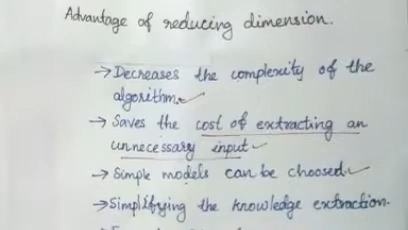 Advantage of reducing dimension.
→ Decreases the complexity of the
algorithm.
→ Saves the cost of extracting an
unnecessary input
→ Simple models can be choosed.
→ Simplifying the knowledge extraction.